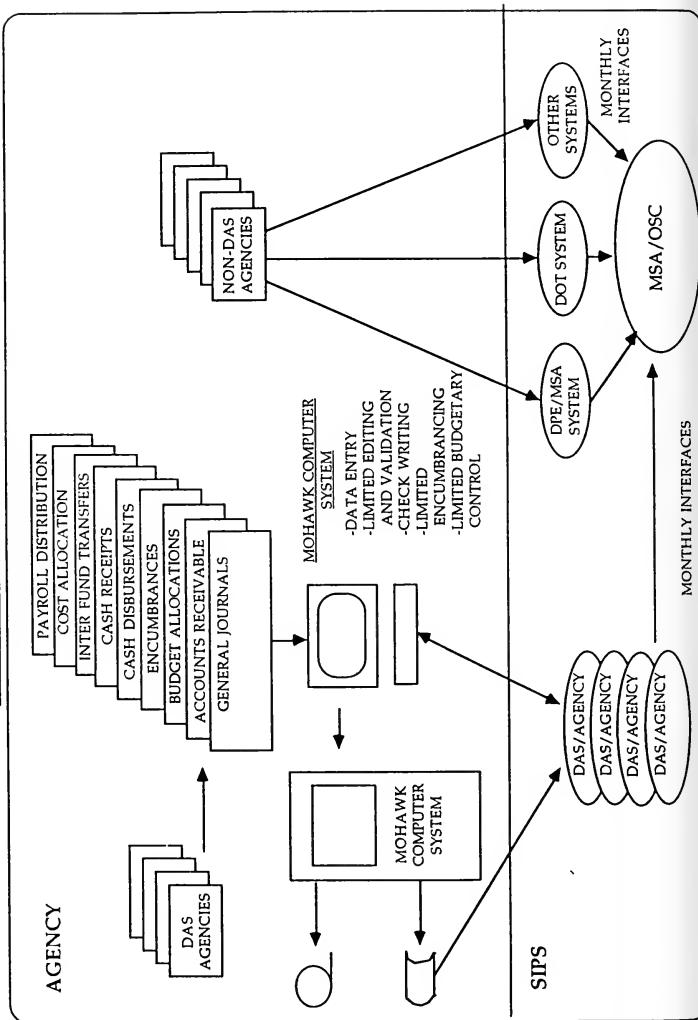 AGENCY
DAS
AGENCIES
PAYROLL DISTRIBUTION
COST ALLOCATION
INTER FUND TRANSFERS
CASH RECEIPTS
CASH DISBURSEMENTS
ENCUMBRANCES
BUDGET ALLOCATIONS
ACCOUNTS RECEIVABLE
GENERAL JOURNALS
MOHAWK COMPUTER
SYSTEM
-DATA ENTRY
-LIMITED EDITING
AND VALIDATION
-CHECK WRITING
-LIMITED
ENCUMBRANCING
-LIMITED BUDGETARY
CONTROL
MOHAWK
COMPUTER
SYSTEM
NON-DAS
AGENCIES
SIPS
DAS/AGENCY
DAS/AGENCY
DAS/AGENCY
DAS/AGENCY
MONTHLY INTERFACES
DPE/MSA
SYSTEM
DOT SYSTEM
OTHER
SYSTEMS
MONTHLY
INTERFACES
MSA/OSC